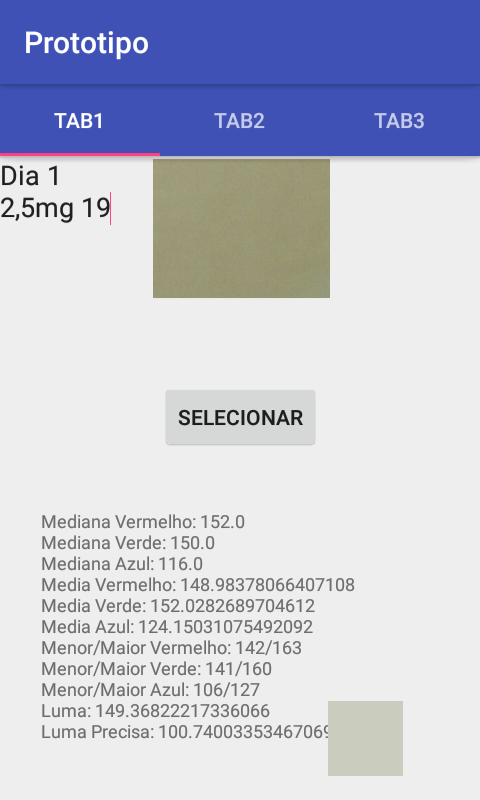 Prototipo
TAB1 TAB2 TAB3
Dia 1
2,5mg 19
SELECIONAR
Mediana Vermelho: 152.0
Mediana Verde: 150.0
Mediana Azul: 116.0
Media Vermelho: 148.98378066407108
Media Verde: 152.0282689704612
Media Azul: 124.15031075492092
Menor/Maior Vermelho: 142/163
Menor/Maior Verde: 141/160
Menor/Maior Azul: 106/127
Luma: 149.36822217336066
Luma Precisa: 100.74003353467069